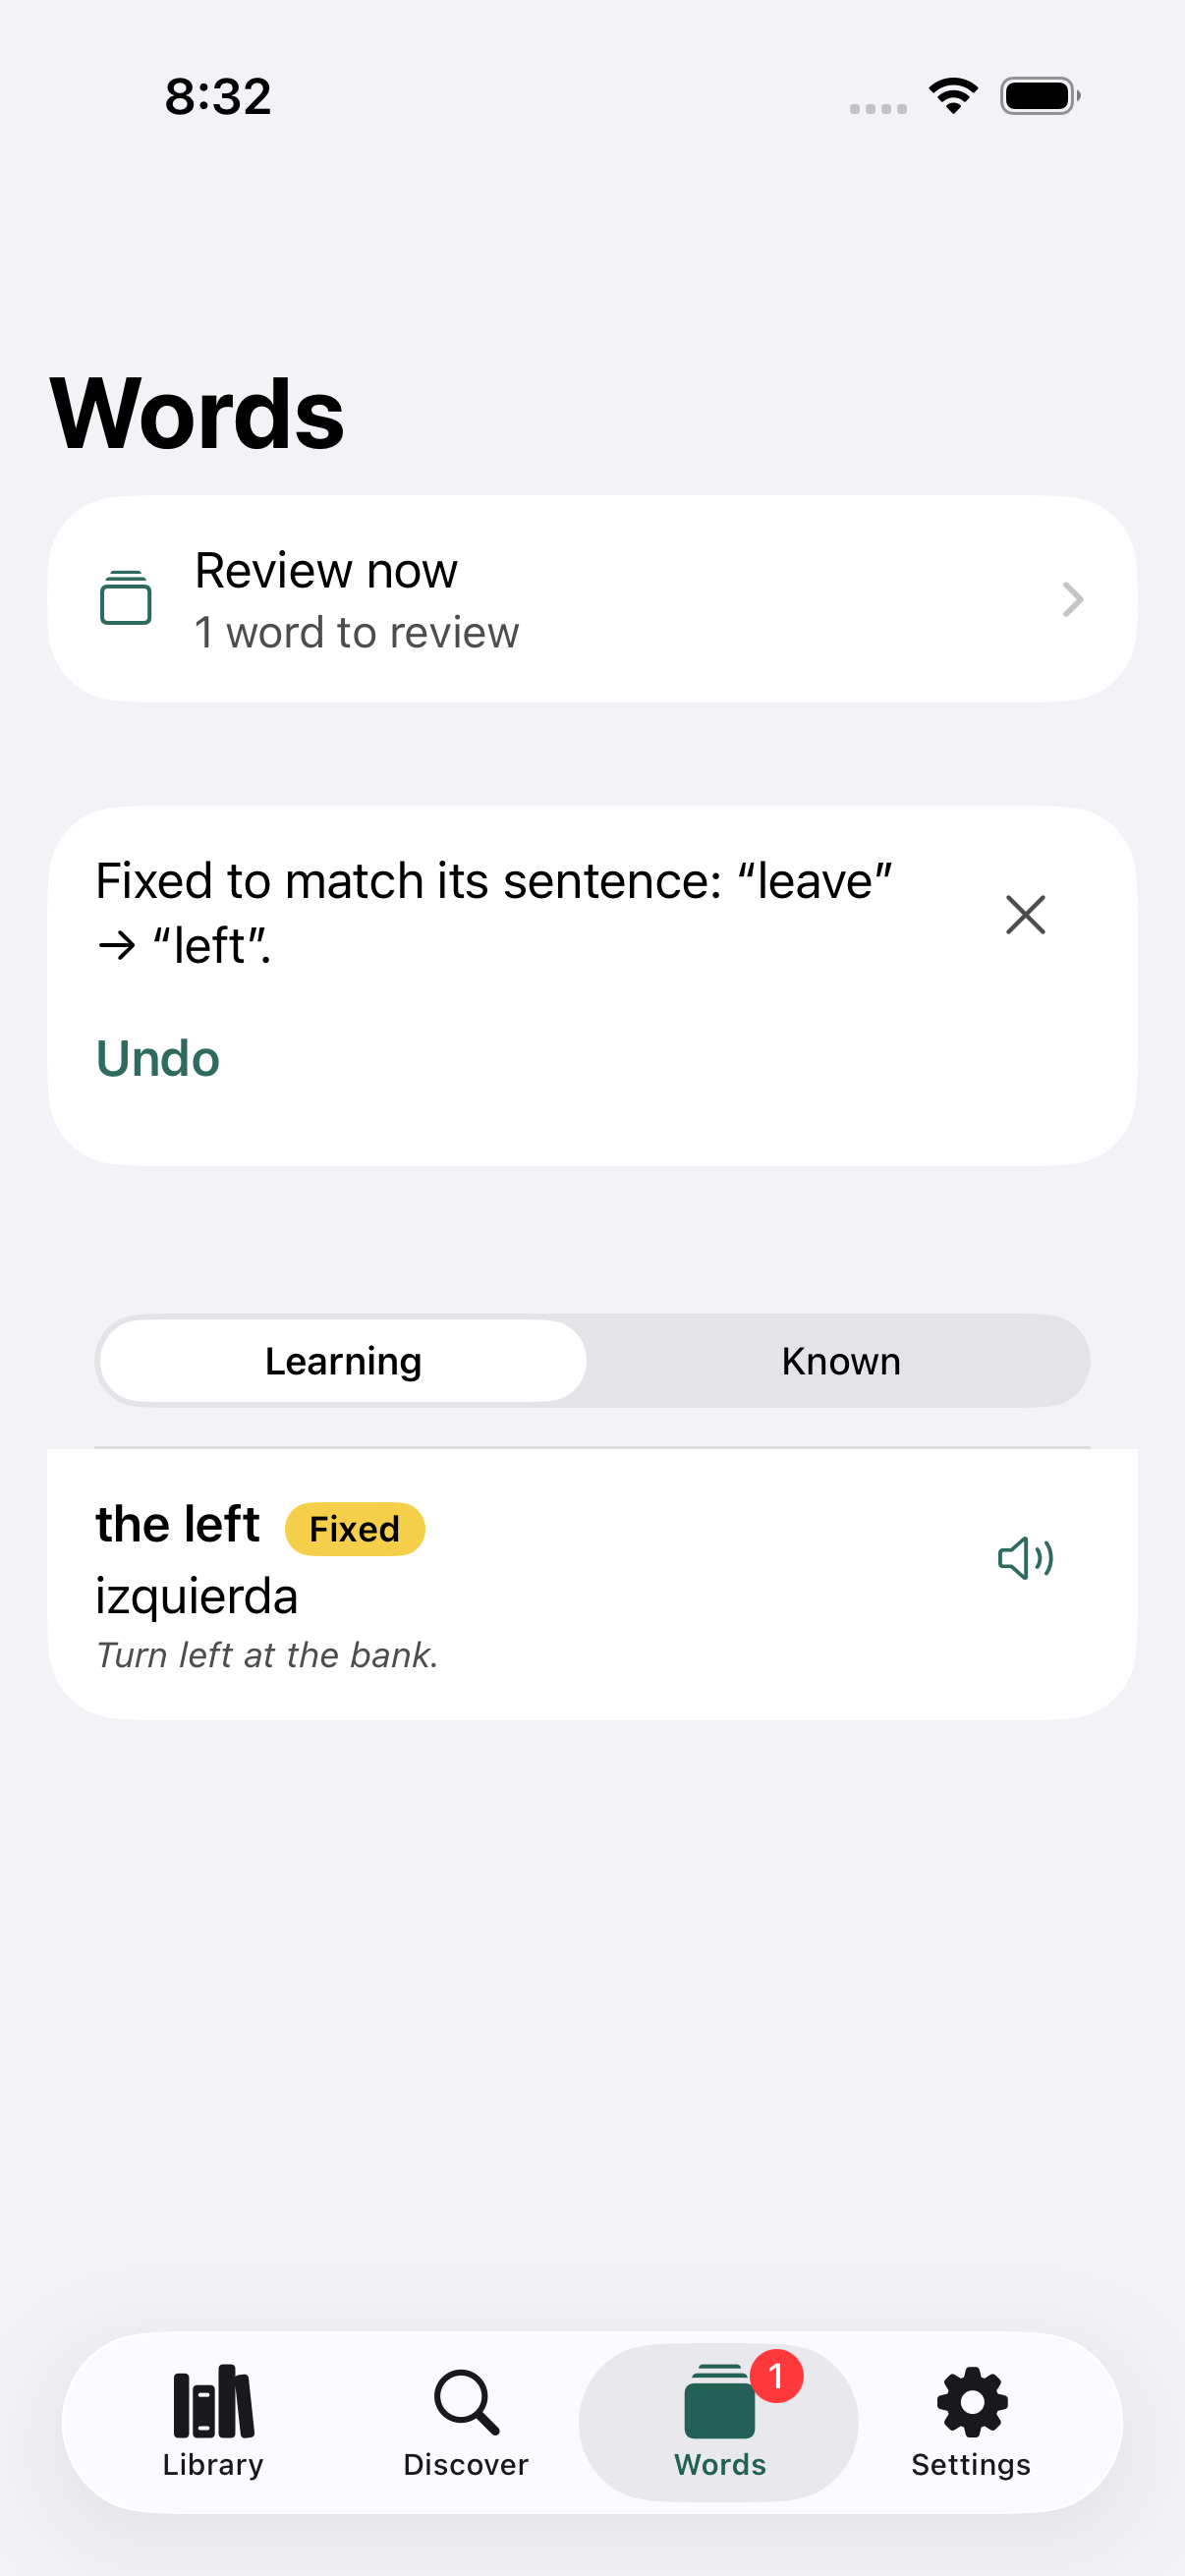 8:32
Words
Review now
1 word to review
Fixed to match its sentence: “leave”
→ “left”.
Undo
Learning
Known
the left
Fixed
izquierda
Turn left at the bank.
1
Library
Discover
Words
Settings